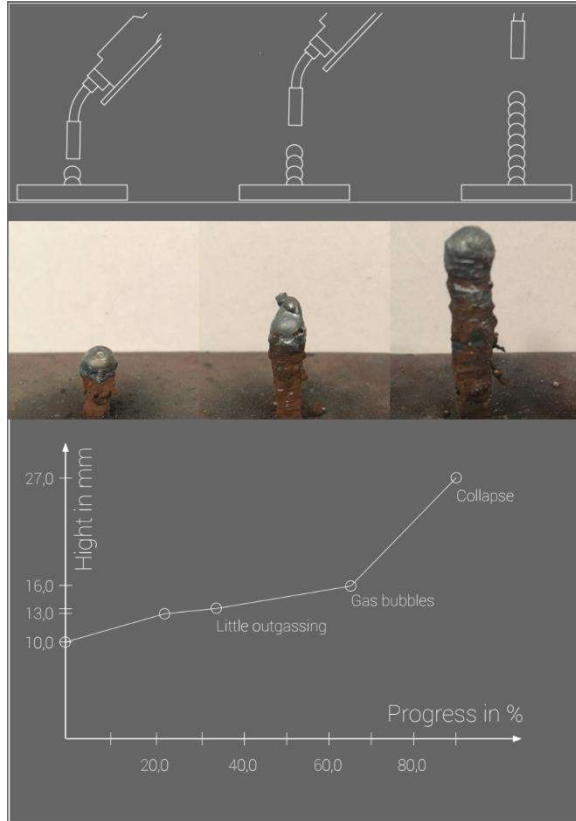 Hight in mm
27,0
Collapse
16,0
Gas bubbles
13,0
Little outgassing
10,0
Progress in %
20,0 40,0 60,0 80,0